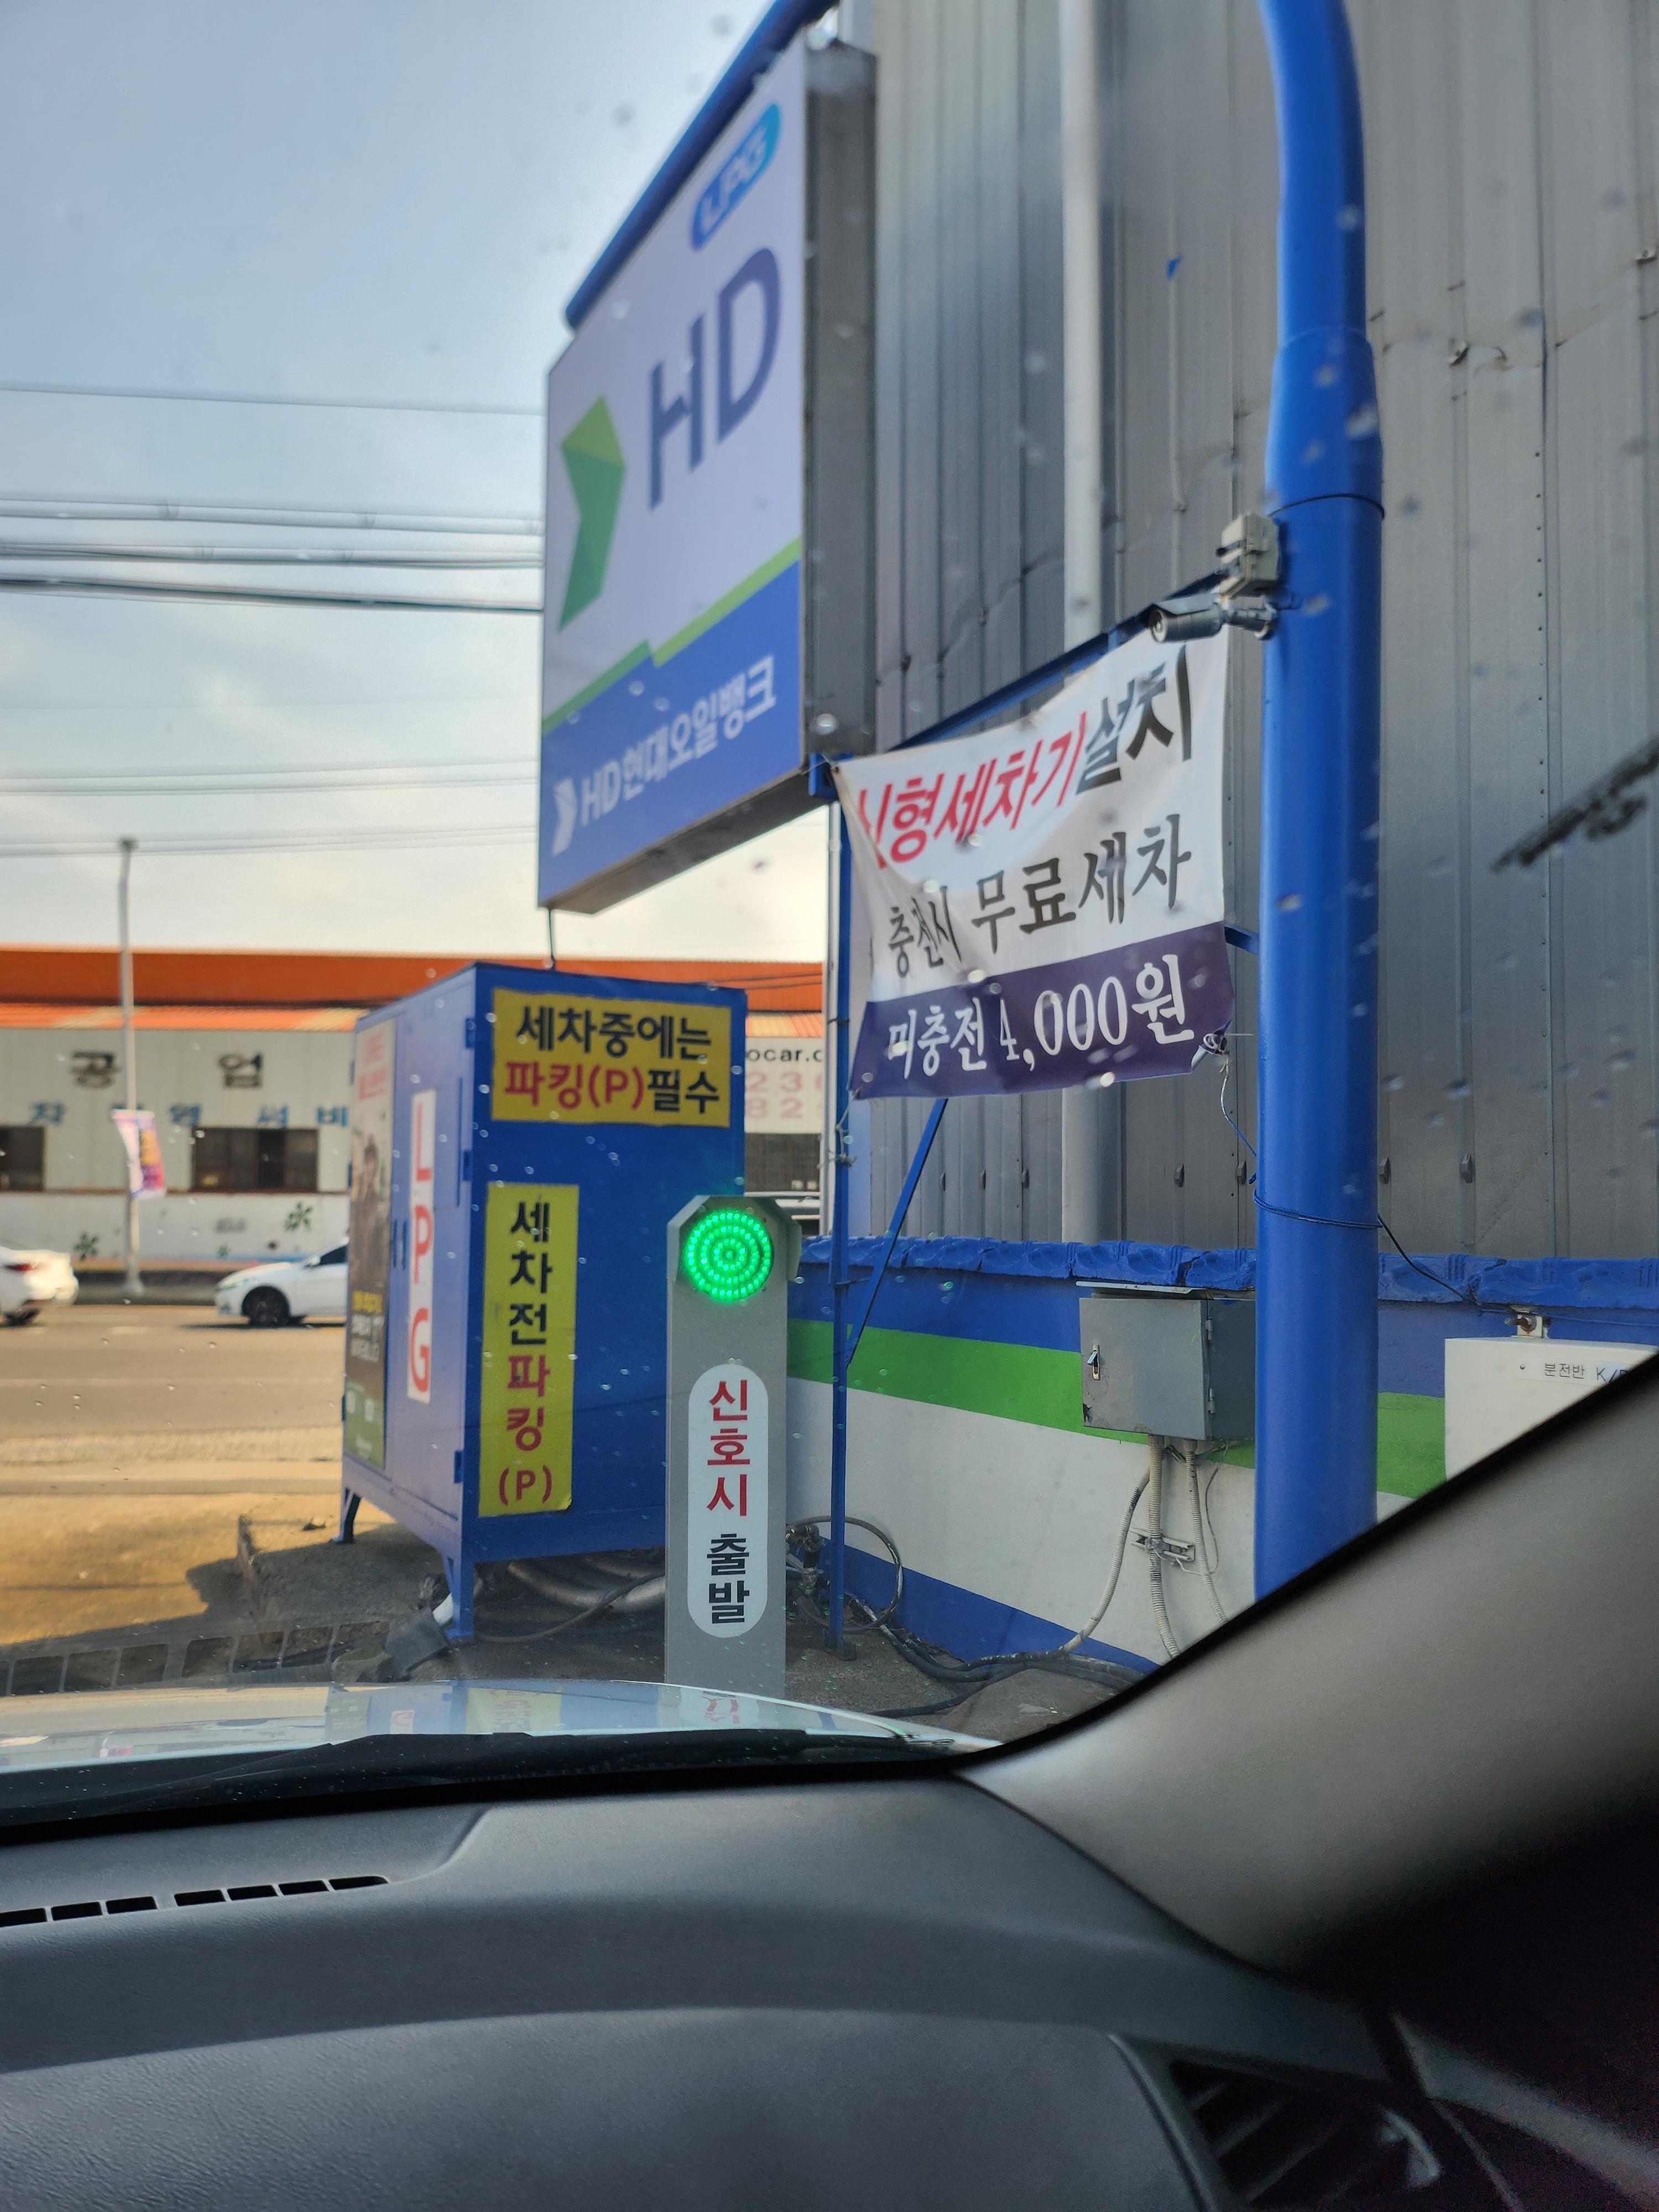 LPG
HD
HD현대오일뱅크
신형세차기설치
충전시 무료세차
미충전 4,000원
세차중에는
파킹(P)필수
세차전파킹(P)
LPG
신호시 출발
공업
ocar.c
분전반